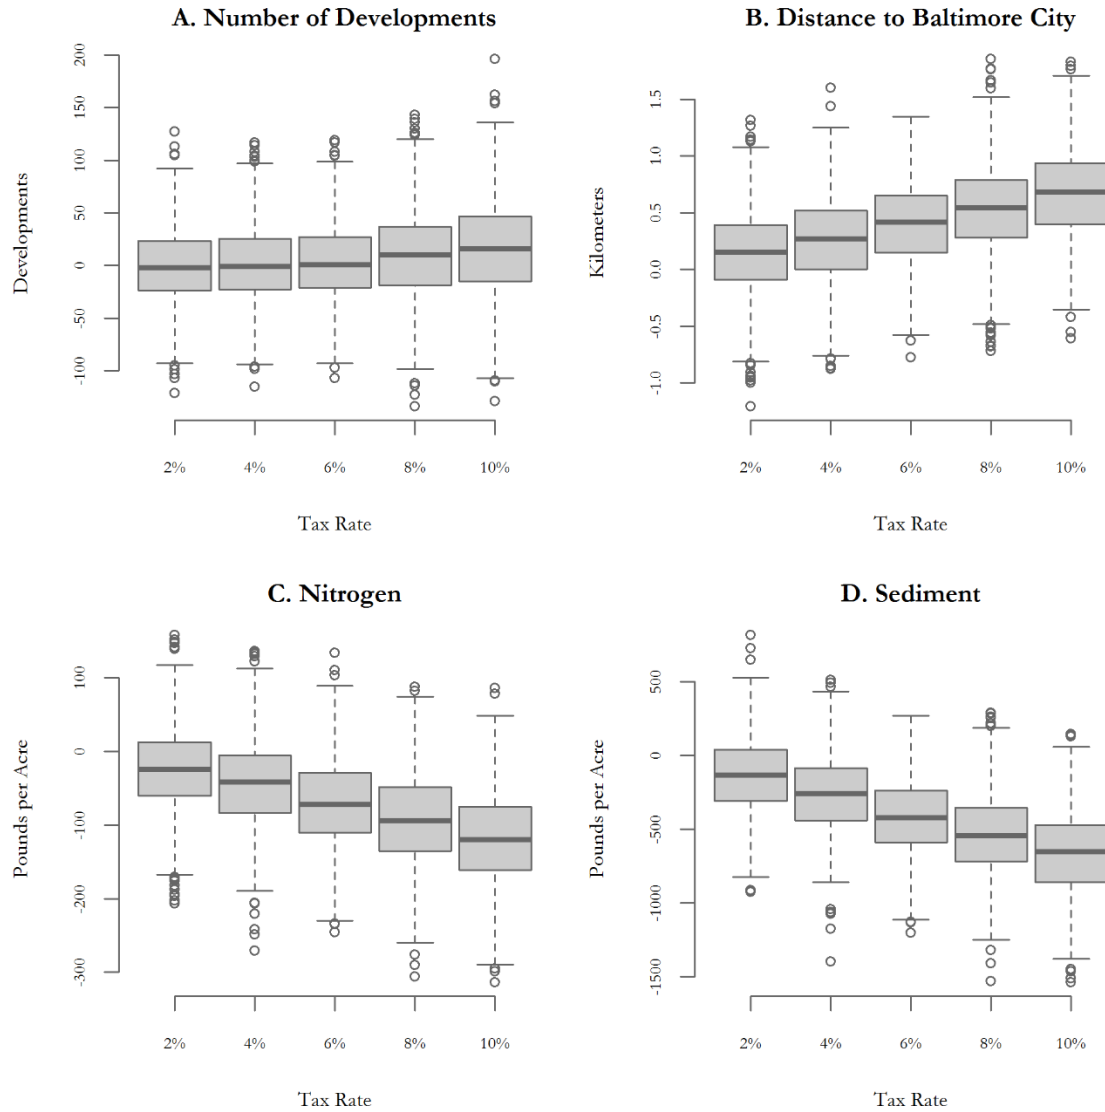 A. Number of Developments
Developments
200
150
100
50
0
-50
-100
2% 4% 6% 8% 10%
Tax Rate
B. Distance to Baltimore City
Kilometers
1.5
1.0
0.5
0.0
-0.5
-1.0
2% 4% 6% 8% 10%
Tax Rate
C. Nitrogen
Pounds per Acre
100
0
-100
-200
-300
2% 4% 6% 8% 10%
Tax Rate
D. Sediment
Pounds per Acre
500
0
-500
-1000
-1500
2% 4% 6% 8% 10%
Tax Rate